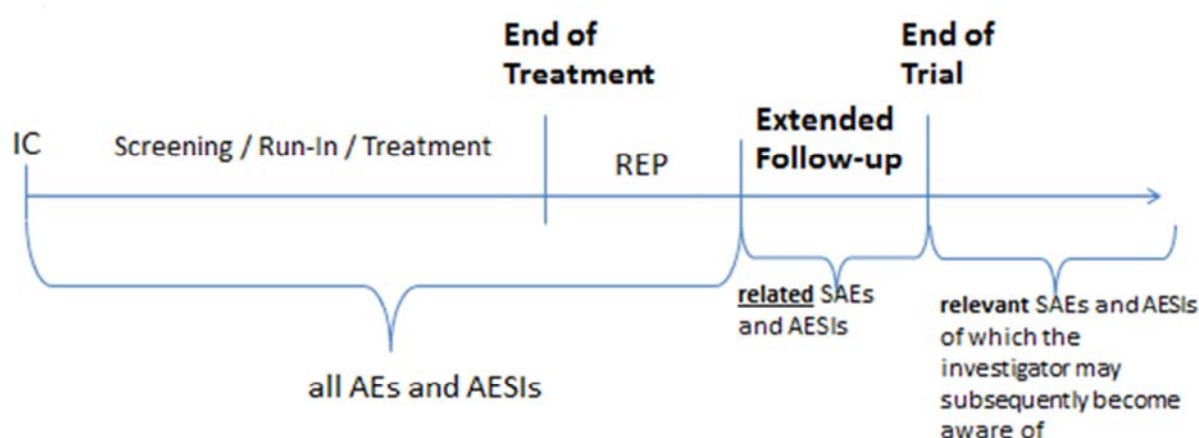 End of
Treatment
End of
Trial
IC
Screening / Run-In / Treatment
REP
Extended
Follow-up
all AEs and AESIs
related SAEs
and AESIs
relevant SAEs and AESIs
of which the
investigator may
subsequently become
aware of